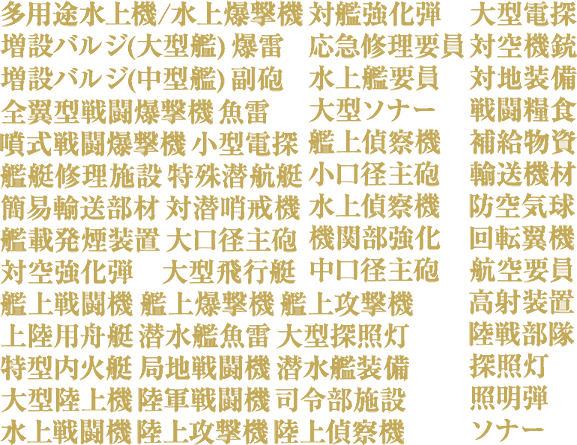 多用途水上機/水上爆撃機 対艦強化弾 大型電探
増設バルジ(大型艦) 爆雷 応急修理要員 対空機銃
増設バルジ(中型艦) 副砲 水上艦要員 対地装備
全翼型戦闘爆撃機 魚雷 大型ソナー 戦闘糧食
噴式戦闘爆撃機 小型電探 艦上偵察機 補給物資
艦艇修理施設 特殊潜航艇 小口径主砲 輸送機材
簡易輸送部材 対潜哨戒機 水上偵察機 防空気球
艦載発煙装置 大口径主砲 機関部強化 回転翼機
対空強化弾 大型飛行艇 中口径主砲 航空要員
艦上戦闘機 艦上爆撃機 艦上攻撃機 高射装置
上陸用舟艇 潜水艦魚雷 大型探照灯 陸戦部隊
特型内火艇 局地戦闘機 潜水艦装備 探照灯
大型陸上機 陸軍戦闘機 司令部施設 照明弾
水上戦闘機 陸上攻撃機 陸上偵察機 ソナー